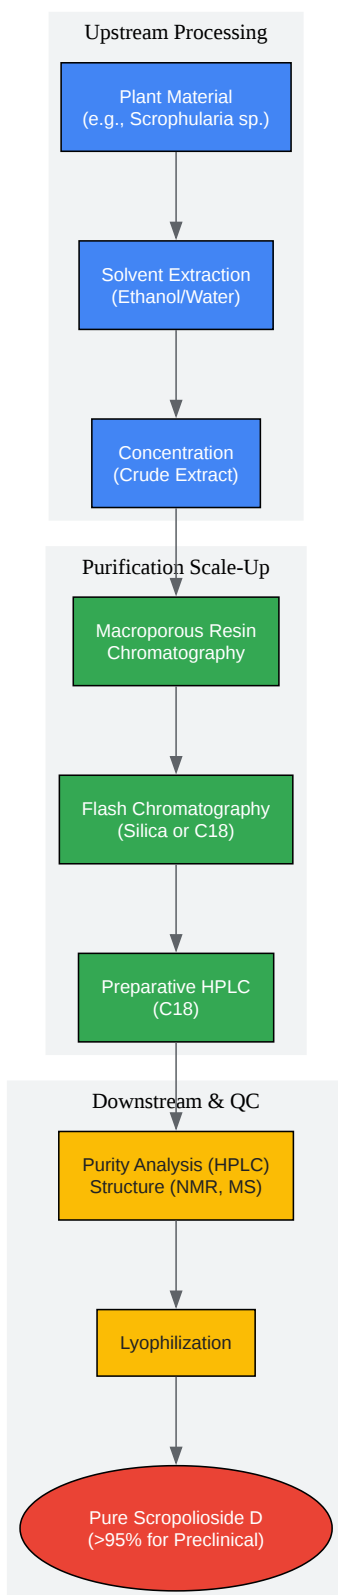 Upstream Processing
Plant Material
(e.g., Scrophularia sp.)
Solvent Extraction
(Ethanol/Water)
Concentration
(Crude Extract)
Purification Scale-Up
Macroporous Resin
Chromatography
Flash Chromatography
(Silica or C18)
Preparative HPLC
(C18)
Downstream & QC
Purity Analysis (HPLC)
Structure (NMR, MS)
Lyophilization
Pure Scropolioside D
(>95% for Preclinical)